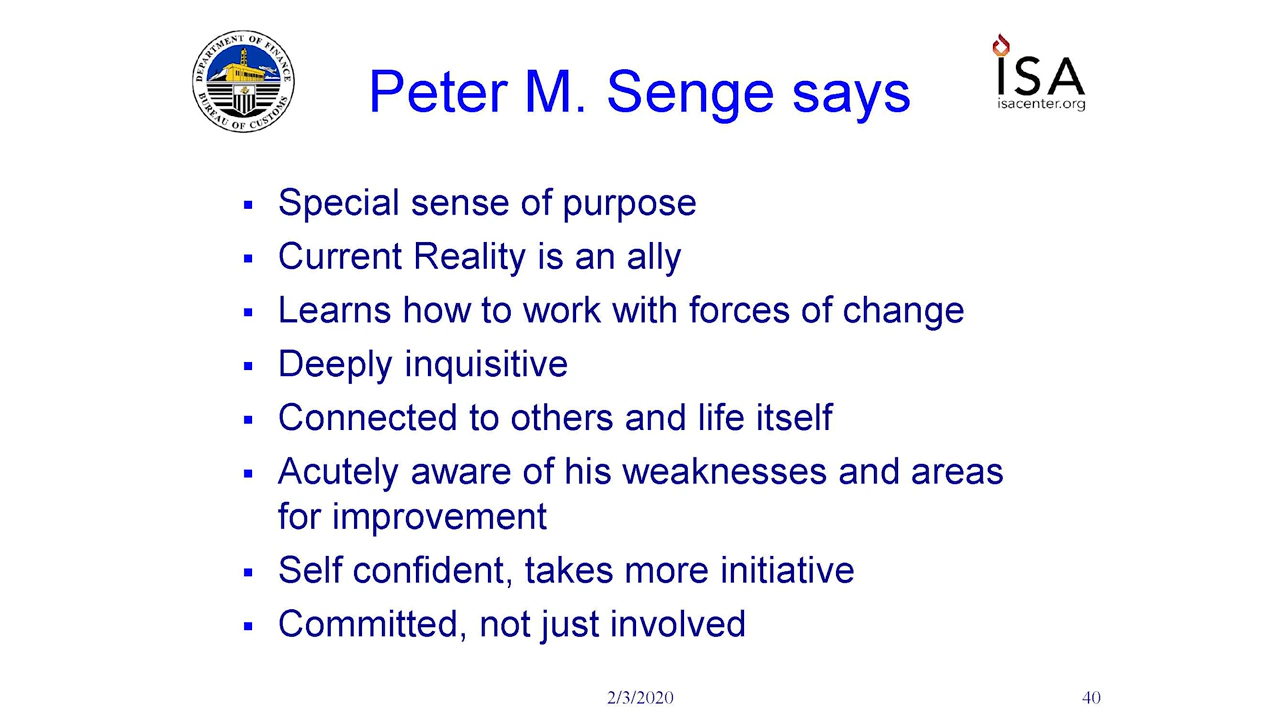 DEPARTMENT OF FINANCE
BUREAU OF CUSTOMS
Peter M. Senge says
iSA
isacenter.org
▪ Special sense of purpose
▪ Current Reality is an ally
▪ Learns how to work with forces of change
▪ Deeply inquisitive
▪ Connected to others and life itself
▪ Acutely aware of his weaknesses and areas
for improvement
▪ Self confident, takes more initiative
▪ Committed, not just involved
2/3/2020
40